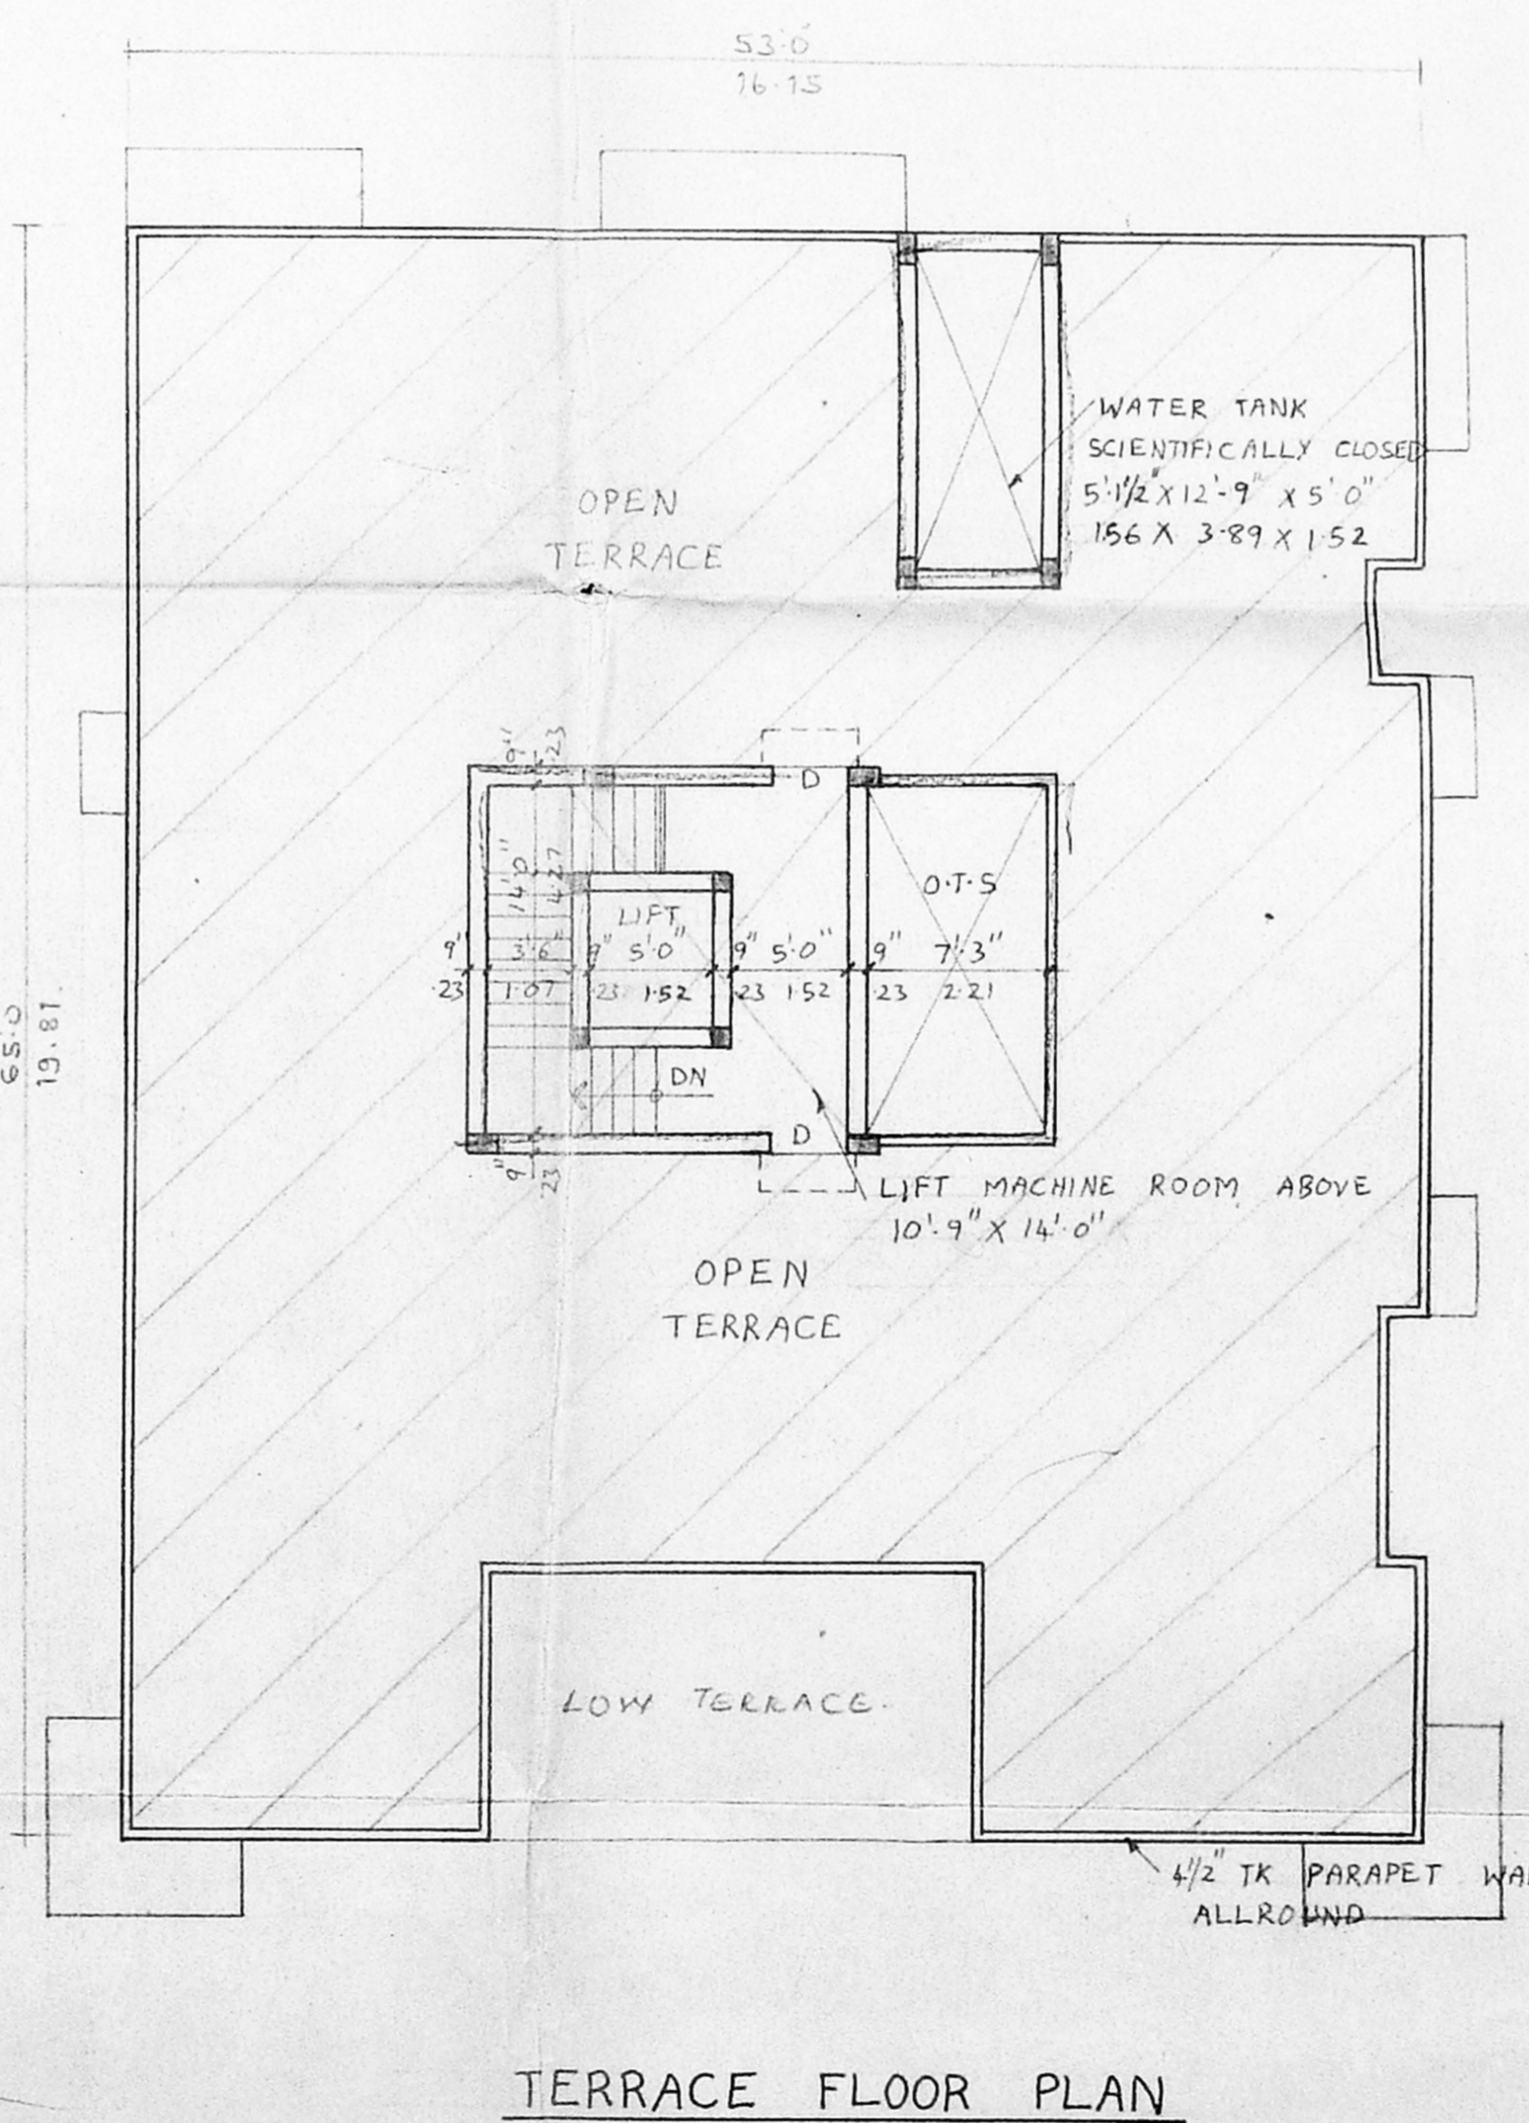 53'·0"
16·15
WATER TANK
SCIENTIFICALLY CLOSED
5'·1½" X 12'-9" X 5'·0"
1·56 X 3·89 X 1·52
OPEN
TERRACE
9" ·23
D
14'·0" 4·27
O·T·S
LIFT
9" 3'·6" 9" 5'·0" 9" 5'·0" 9" 7'·3"
·23 1·07 ·23 1·52 ·23 1·52 ·23 2·21
65'·0
19·81
DN
D
9" ·23
LIFT MACHINE ROOM ABOVE
10'·9" X 14'·0"
OPEN
TERRACE
LOW TERRACE.
4½" TK PARAPET
ALLROUND
TERRACE FLOOR PLAN